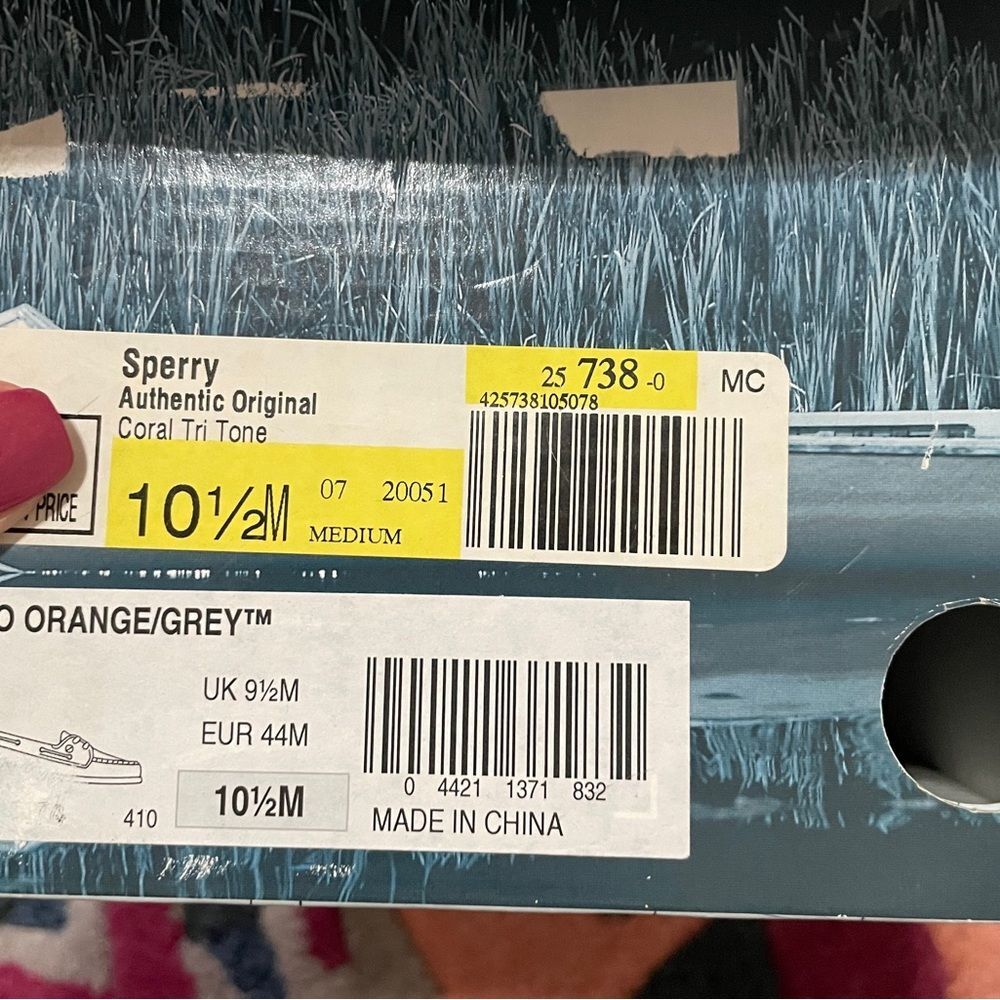 Sperry
Authentic Original
Coral Tri Tone
25 738 -0
MC
425738105078
10½M 07 20051
MEDIUM
PRICE
O ORANGE/GREY™
UK 9½M
EUR 44M
10½M
410
0 4421 1371 832
MADE IN CHINA